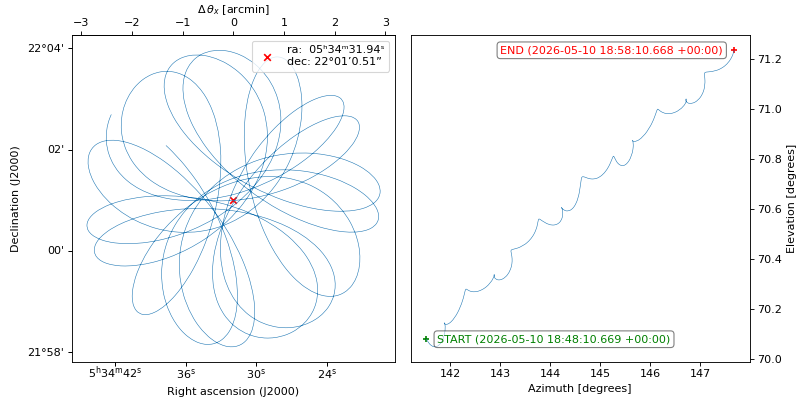 Δ θx [arcmin]
−3 −2 −1 0 1 2 3
22°04'
02'
00'
21°58'
Declination (J2000)
ra: 05ʰ34ᵐ31.94ˢ
dec: 22°01′0.51″
5ʰ34ᵐ42ˢ 36ˢ 30ˢ 24ˢ
Right ascension (J2000)
END (2026-05-10 18:58:10.668 +00:00)
START (2026-05-10 18:48:10.669 +00:00)
71.2
71.0
70.8
70.6
70.4
70.2
70.0
Elevation [degrees]
142 143 144 145 146 147
Azimuth [degrees]